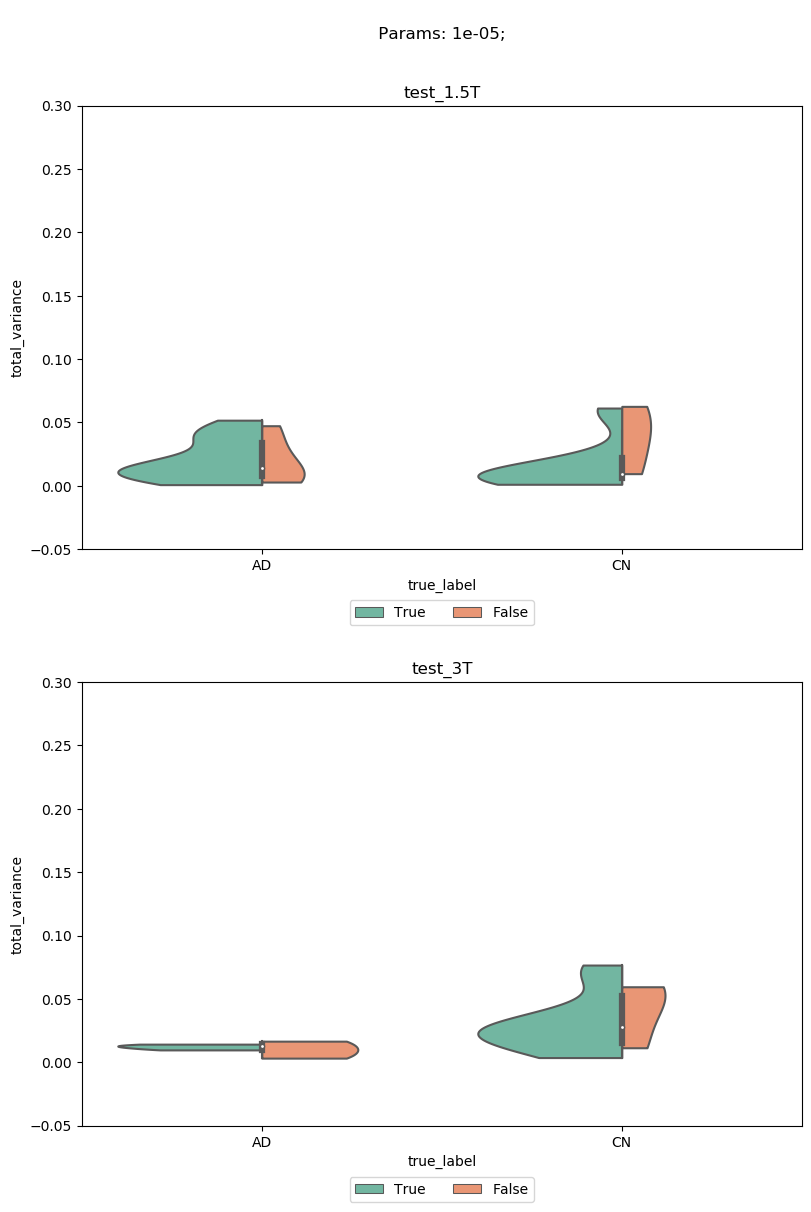 Params: 1e-05;
test_1.5T
0.30
0.25
0.20
0.15
0.10
0.05
0.00
−0.05
total_variance
AD CN
true_label
True False
test_3T
0.30
0.25
0.20
0.15
0.10
0.05
0.00
−0.05
total_variance
AD CN
true_label
True False